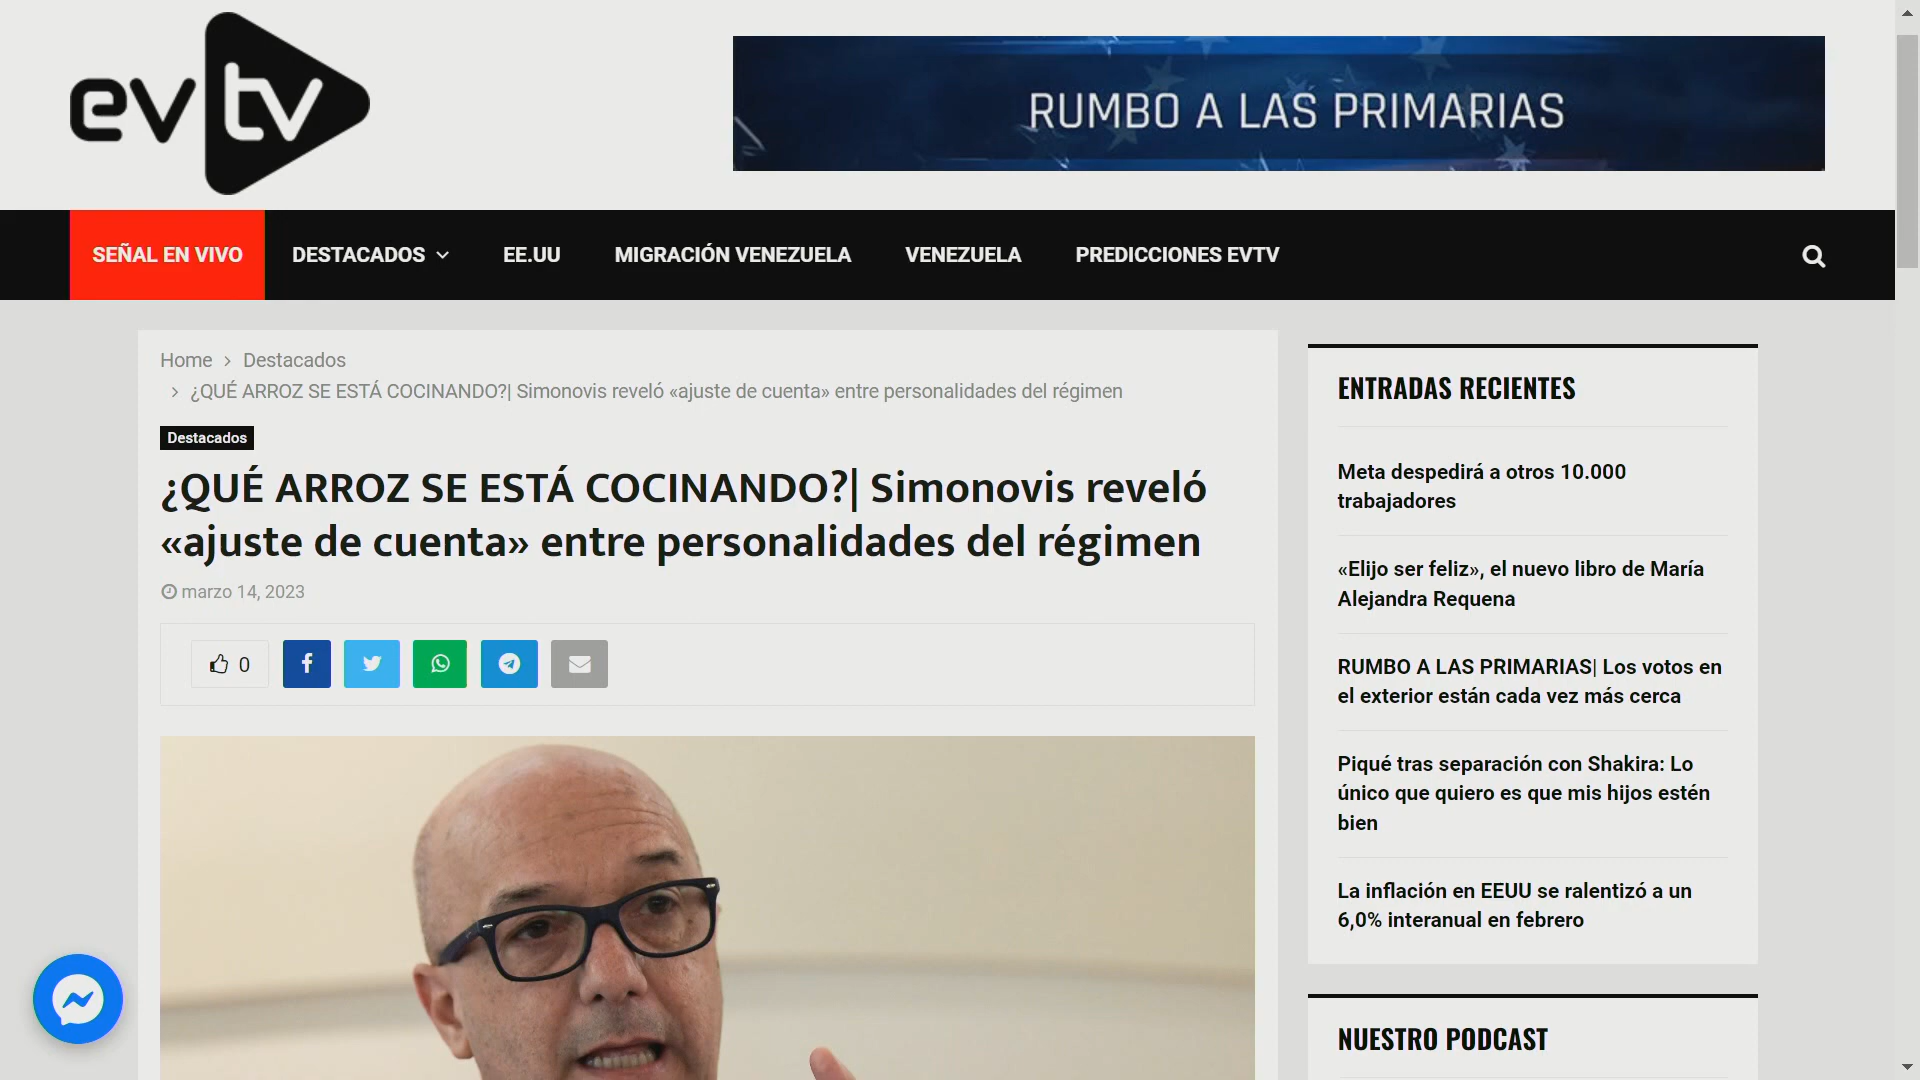 evtv
RUMBO A LAS PRIMARIAS
SEÑAL EN VIVO
DESTACADOS
EE.UU
MIGRACIÓN VENEZUELA
VENEZUELA
PREDICCIONES EVTV
Home > Destacados
> ¿QUÉ ARROZ SE ESTÁ COCINANDO?| Simonovis reveló «ajuste de cuenta» entre personalidades del régimen
Destacados
¿QUÉ ARROZ SE ESTÁ COCINANDO?| Simonovis reveló
«ajuste de cuenta» entre personalidades del régimen
marzo 14, 2023
0
ENTRADAS RECIENTES
Meta despedirá a otros 10.000
trabajadores
«Elijo ser feliz», el nuevo libro de María
Alejandra Requena
RUMBO A LAS PRIMARIAS| Los votos en
el exterior están cada vez más cerca
Piqué tras separación con Shakira: Lo
único que quiero es que mis hijos estén
bien
La inflación en EEUU se ralentizó a un
6,0% interanual en febrero
NUESTRO PODCAST